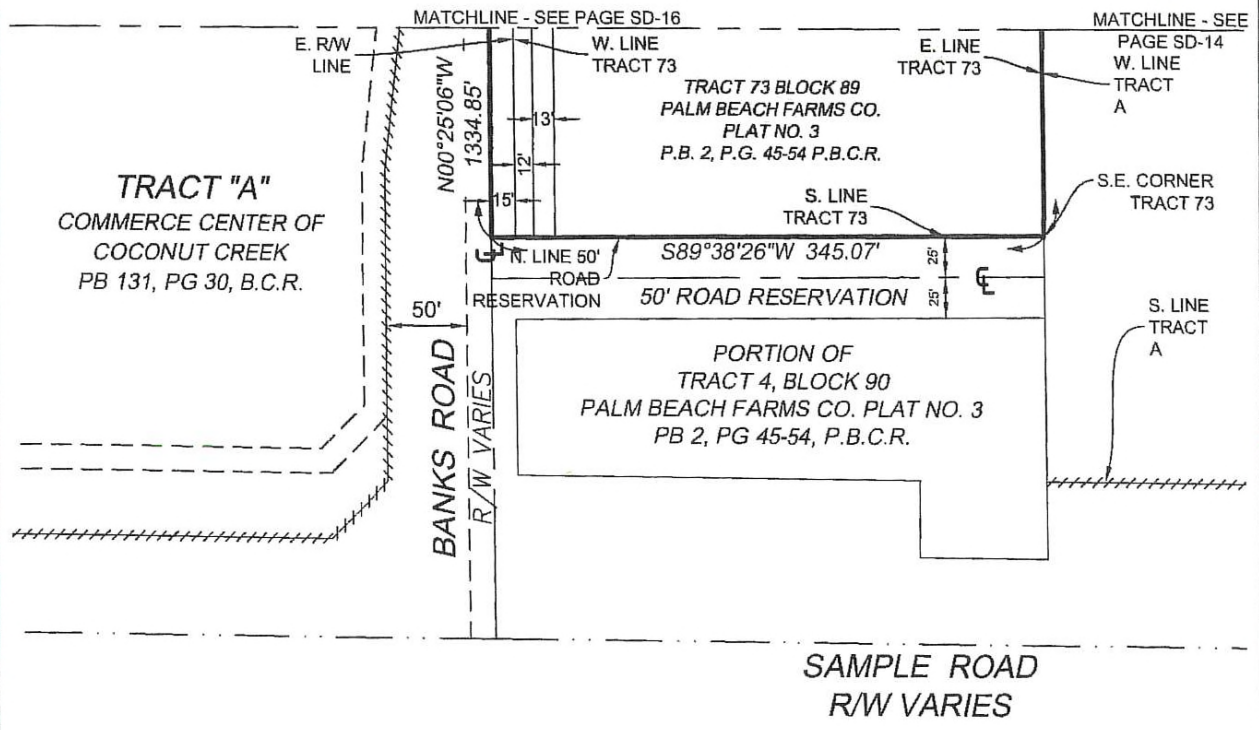 MATCHLINE - SEE PAGE SD-16
MATCHLINE - SEE
PAGE SD-14
E. R/W
LINE
W. LINE
TRACT 73
E. LINE
TRACT 73
W. LINE
TRACT
A
N00°25'06"W
1334.85'
TRACT 73 BLOCK 89
PALM BEACH FARMS CO.
PLAT NO. 3
P.B. 2, P.G. 45-54 P.B.C.R.
13'
12'
15'
TRACT "A"
COMMERCE CENTER OF
COCONUT CREEK
PB 131, PG 30, B.C.R.
S. LINE
TRACT 73
S.E. CORNER
TRACT 73
N. LINE 50'
ROAD
RESERVATION
S89°38'26"W 345.07'
25'
50' ROAD RESERVATION
25'
CL
CL
50'
S. LINE
TRACT
A
PORTION OF
TRACT 4, BLOCK 90
PALM BEACH FARMS CO. PLAT NO. 3
PB 2, PG 45-54, P.B.C.R.
BANKS ROAD
R/W VARIES
SAMPLE ROAD
R/W VARIES